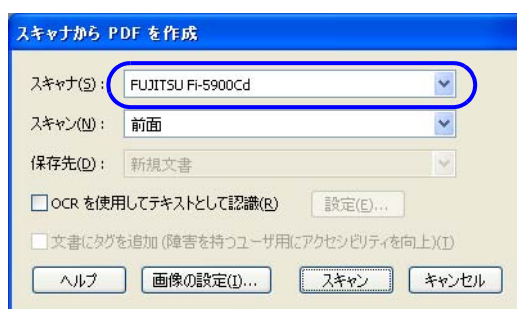 スキャナから PDF を作成
スキャナ(S): FUJITSU Fi-5900Cd
スキャン(N): 前面
保存先(D): 新規文書
OCR を使用してテキストとして認識(R) 設定(E)...
文書にタグを追加 (障害を持つユーザ用にアクセシビリティを向上)(T)
ヘルプ 画像の設定(I)... スキャン キャンセル